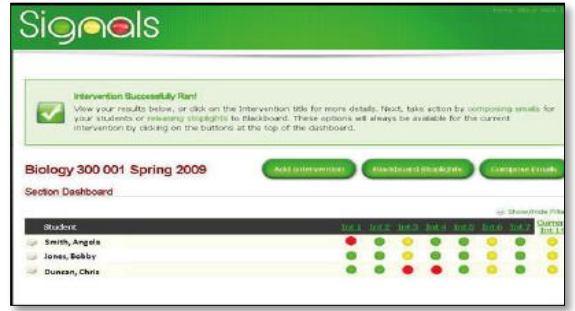 Signals
Intervention Successfully Ran!
View your results below, or click on the Intervention title for more details. Next, take action by composing emails for
your students or releasing stoplights to Blackboard. These options will always be available for the current
intervention by clicking on the buttons at the top of the dashboard.
Biology 300 001 Spring 2009
Add Intervention Blackboard Stoplights Compose Emails
Section Dashboard
Show/Hide
Student Int 1 Int 2 Int 3 Int 4 Int 5 Int 6 Int 7
Smith, Angela
Jones, Bobby
Duncan, Chris